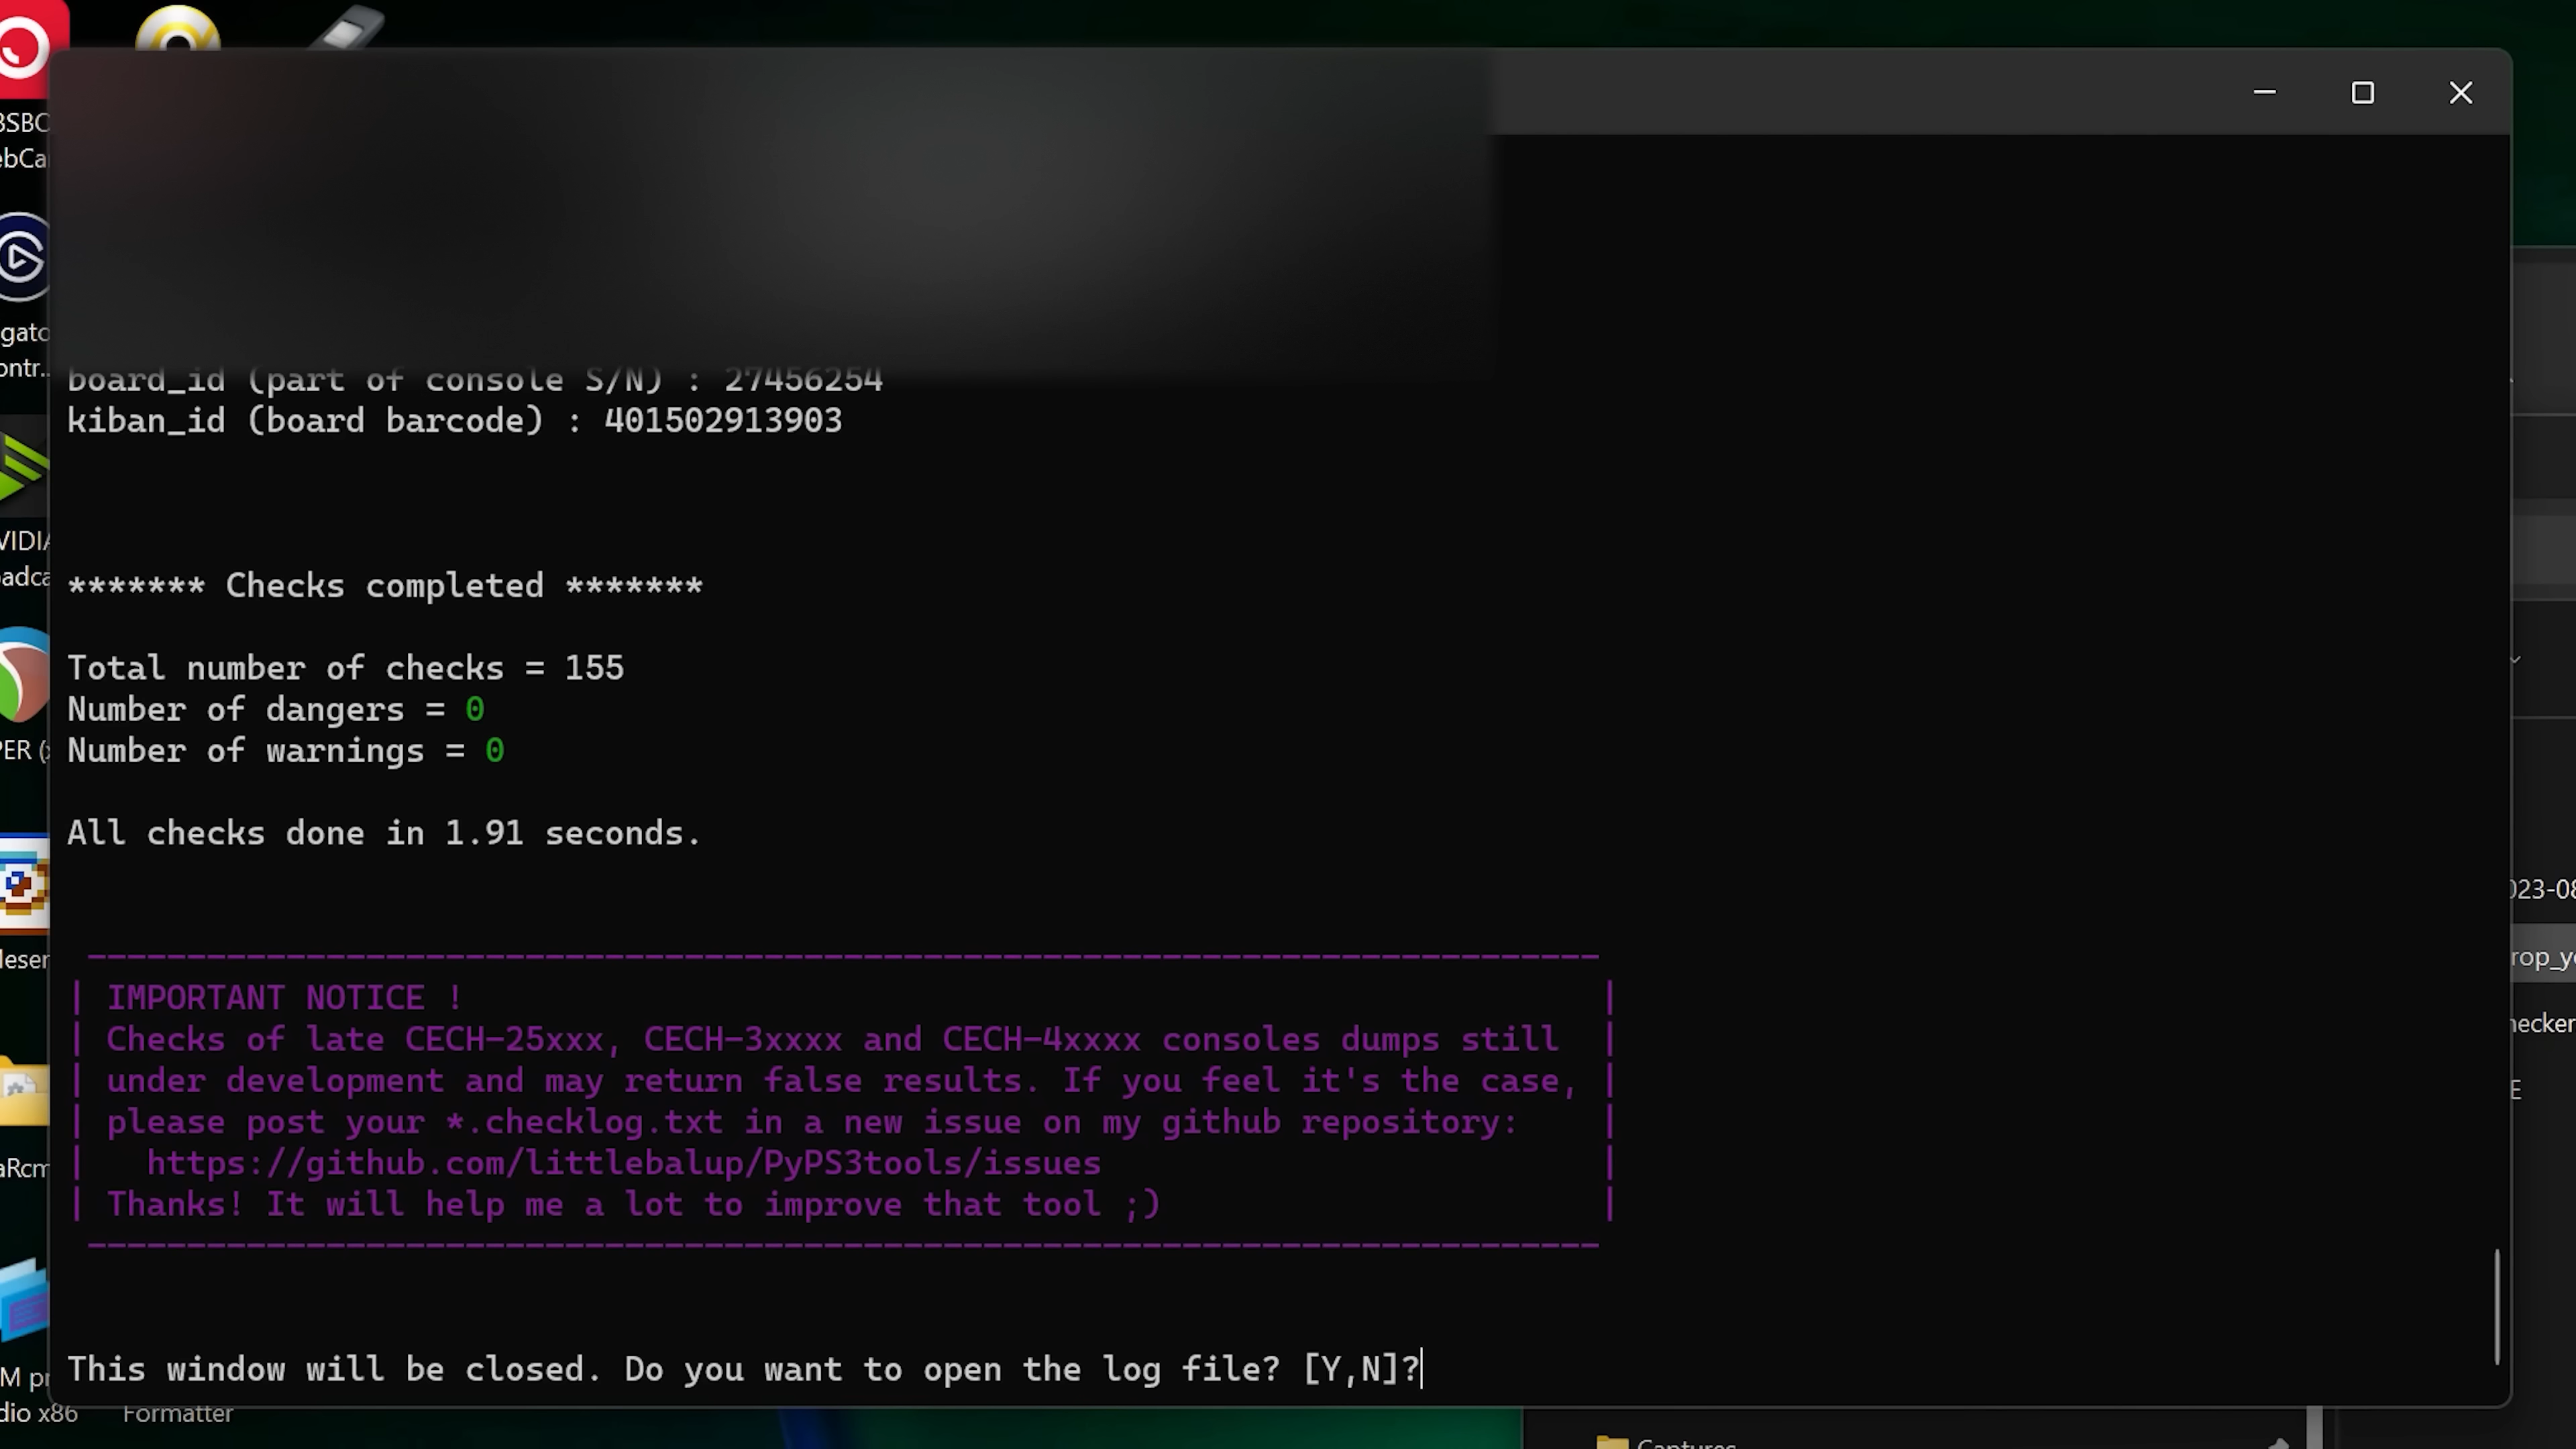 board_id (part of console S/N) : 27456254
kiban_id (board barcode) : 401502913903
******* Checks completed *******
Total number of checks = 155
Number of dangers = 0
Number of warnings = 0
All checks done in 1.91 seconds.
IMPORTANT NOTICE !
Checks of late CECH-25xxx, CECH-3xxxx and CECH-4xxxx consoles dumps still
under development and may return false results. If you feel it's the case,
please post your *.checklog.txt in a new issue on my github repository:
https://github.com/littlebalup/PyPS3tools/issues
Thanks! It will help me a lot to improve that tool ;)
This window will be closed. Do you want to open the log file? [Y,N]?
dio x86
Formatter
Captures